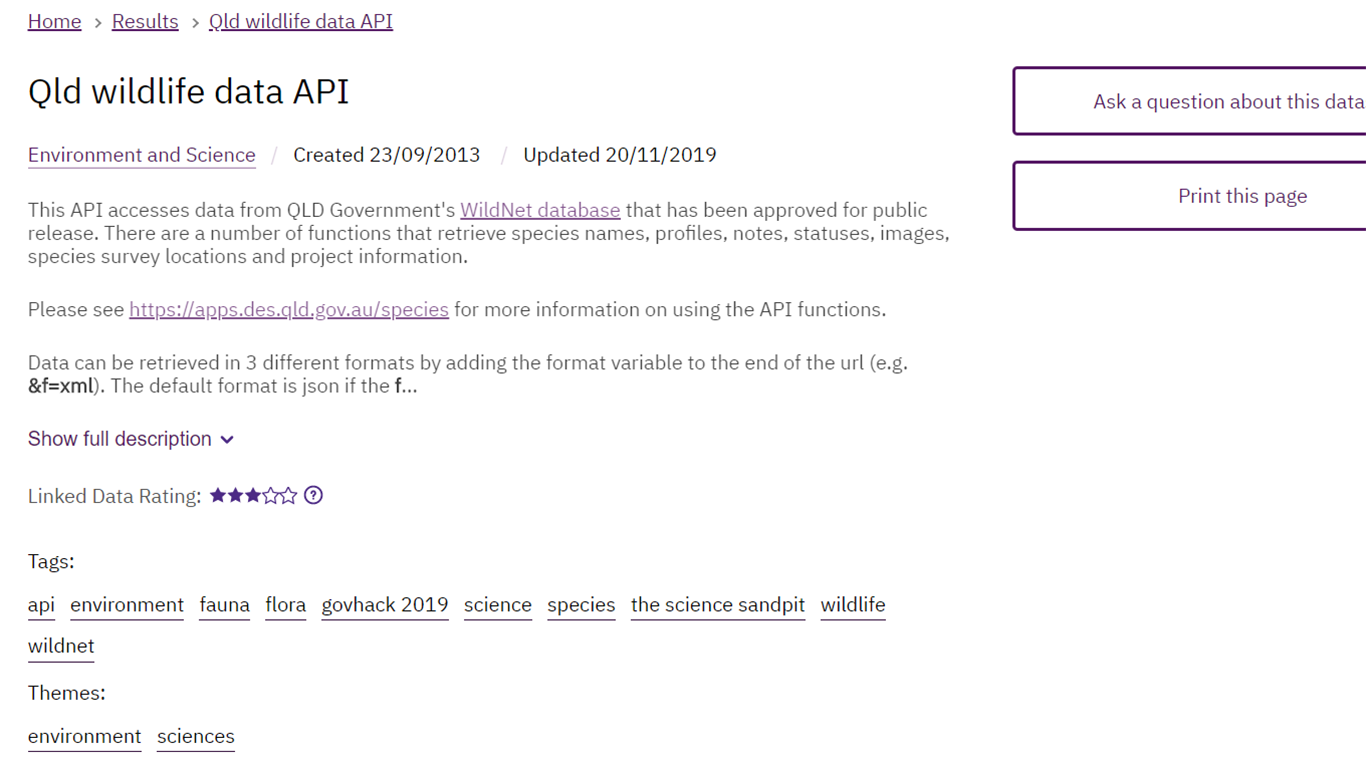 Home > Results > Qld wildlife data API
Qld wildlife data API
Ask a question about this data
Environment and Science / Created 23/09/2013 / Updated 20/11/2019
Print this page
This API accesses data from QLD Government's WildNet database that has been approved for public
release. There are a number of functions that retrieve species names, profiles, notes, statuses, images,
species survey locations and project information.
Please see https://apps.des.qld.gov.au/species for more information on using the API functions.
Data can be retrieved in 3 different formats by adding the format variable to the end of the url (e.g.
&f=xml). The default format is json if the f...
Show full description
Linked Data Rating: ★★★☆☆ ?
Tags:
api environment fauna flora govhack 2019 science species the science sandpit wildlife
wildnet
Themes:
environment sciences